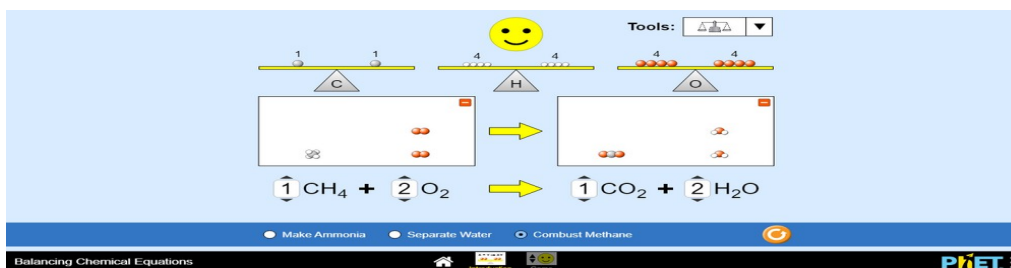 Tools:
1 1 4 4 4 4
C H O
1 CH₄ + 2 O₂ 1 CO₂ + 2 H₂O
Make Ammonia Separate Water Combust Methane
Balancing Chemical Equations PhET